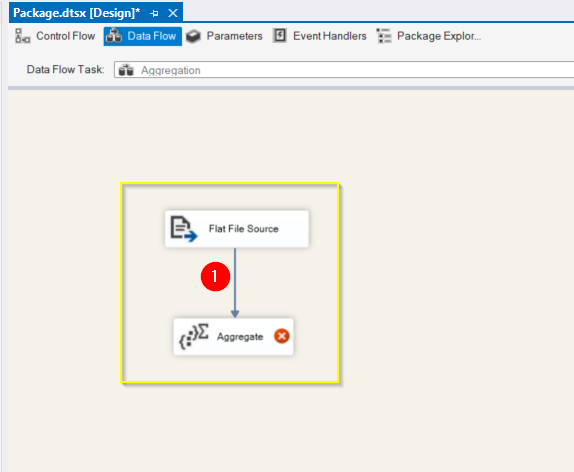 Package.dtsx [Design]*
Control Flow Data Flow Parameters Event Handlers Package Explor...
Data Flow Task: Aggregation
Flat File Source
1
Aggregate